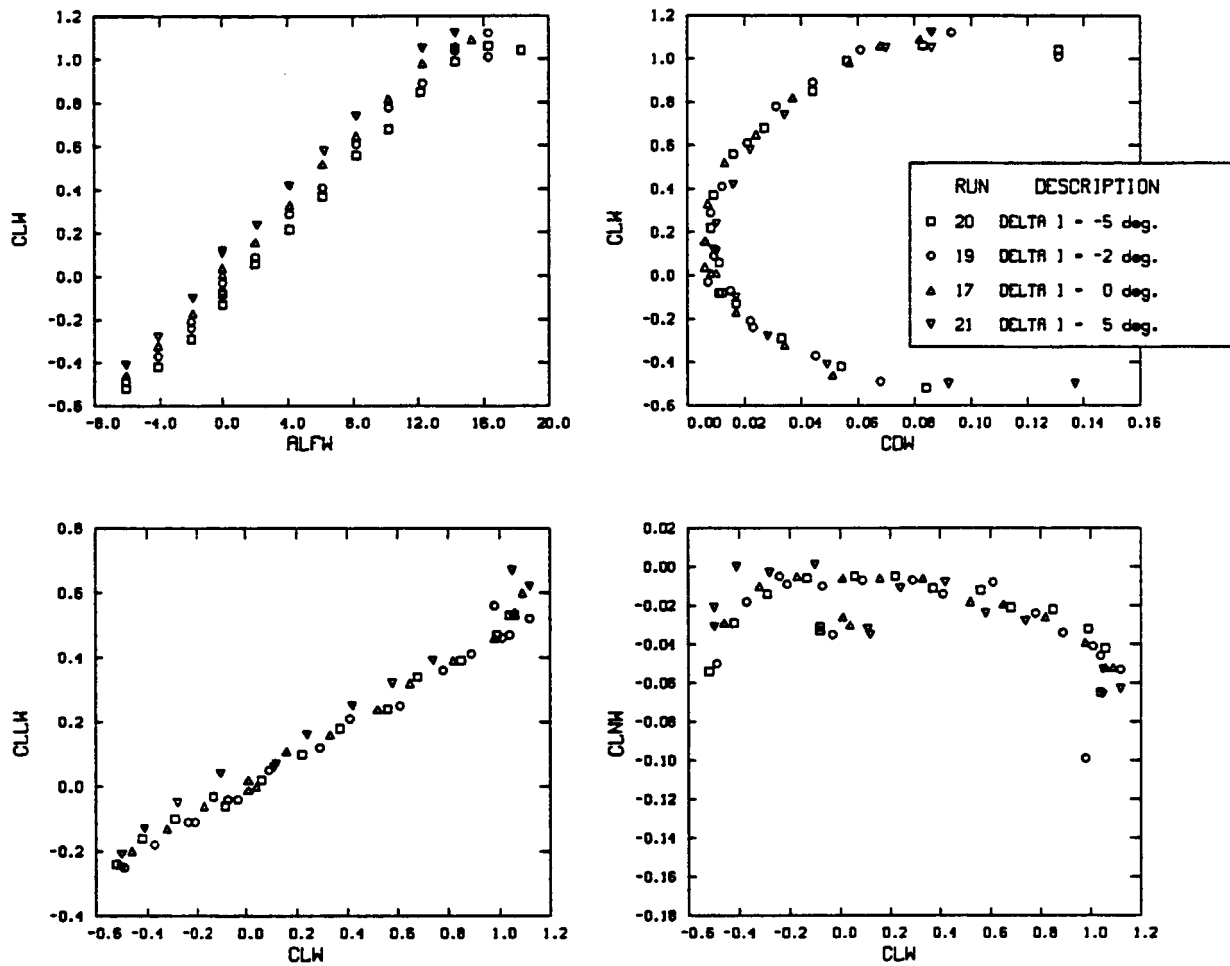 1.2
1.0
0.8
0.6
0.4
0.2
0.0
-0.2
-0.4
-0.6
CLW
-8.0 -4.0 0.0 4.0 8.0 12.0 16.0 20.0
ALFW
1.2
1.0
0.8
0.6
0.4
0.2
0.0
-0.2
-0.4
-0.6
CLW
0.00 0.02 0.04 0.06 0.08 0.10 0.12 0.14 0.16
CDW
RUN DESCRIPTION
20 DELTA 1 - -5 deg.
19 DELTA 1 - -2 deg.
17 DELTA 1 - 0 deg.
21 DELTA 1 - 5 deg.
0.8
0.6
0.4
0.2
0.0
-0.2
-0.4
CLLW
-0.6 -0.4 -0.2 0.0 0.2 0.4 0.6 0.8 1.0 1.2
CLW
0.02
0.00
-0.02
-0.04
-0.06
-0.08
-0.10
-0.12
-0.14
-0.16
-0.18
CLNW
-0.6 -0.4 -0.2 0.0 0.2 0.4 0.6 0.8 1.0 1.2
CLW